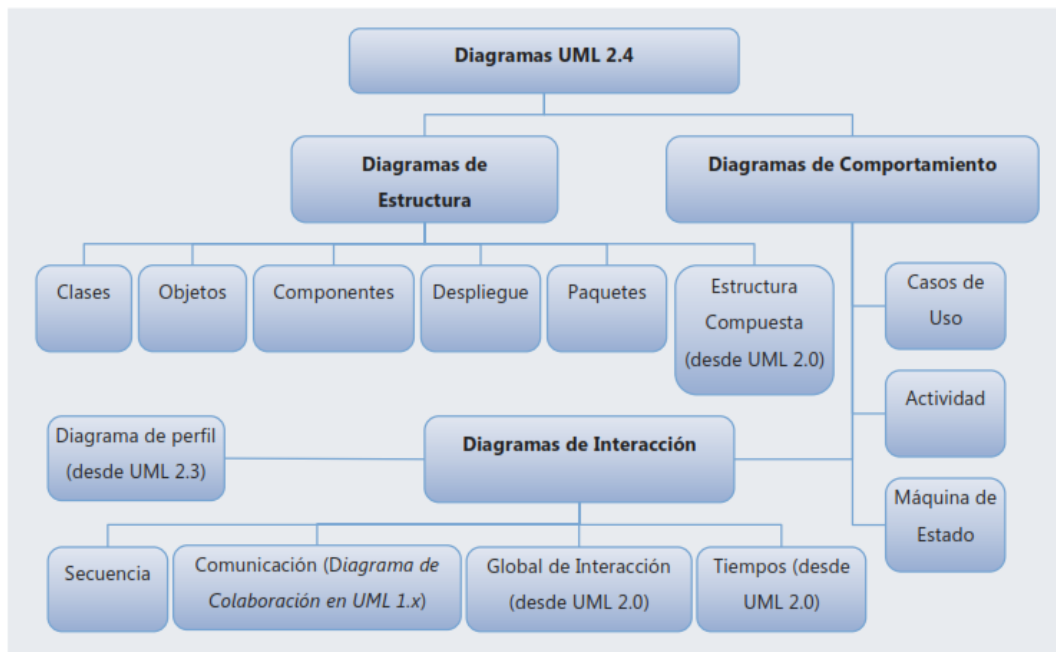 Diagramas UML 2.4
Diagramas de
Estructura
Diagramas de Comportamiento
Clases
Objetos
Componentes
Despliegue
Paquetes
Estructura
Compuesta
(desde UML 2.0)
Casos de
Uso
Actividad
Máquina de
Estado
Diagrama de perfil
(desde UML 2.3)
Diagramas de Interacción
Secuencia
Comunicación (Diagrama de
Colaboración en UML 1.x)
Global de Interacción
(desde UML 2.0)
Tiempos (desde
UML 2.0)